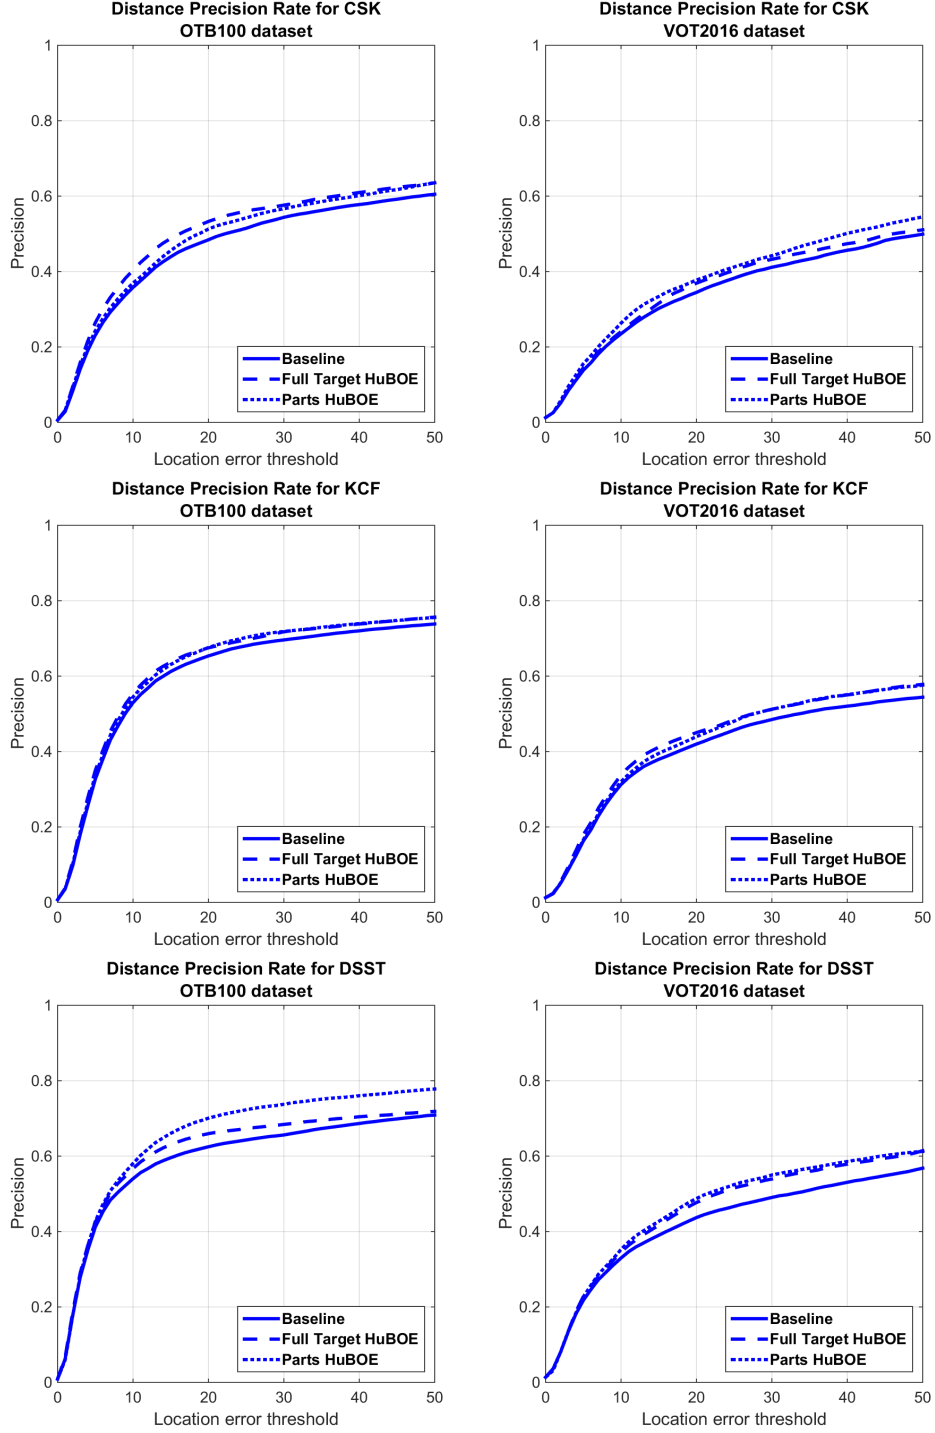 Distance Precision Rate for CSK
OTB100 dataset
1
0.8
0.6
0.4
0.2
0
Precision
Baseline
Full Target HuBOE
Parts HuBOE
0 10 20 30 40 50
Location error threshold
Distance Precision Rate for CSK
VOT2016 dataset
1
0.8
0.6
0.4
0.2
0
Precision
Baseline
Full Target HuBOE
Parts HuBOE
0 10 20 30 40 50
Location error threshold
Distance Precision Rate for KCF
OTB100 dataset
1
0.8
0.6
0.4
0.2
0
Precision
Baseline
Full Target HuBOE
Parts HuBOE
0 10 20 30 40 50
Location error threshold
Distance Precision Rate for KCF
VOT2016 dataset
1
0.8
0.6
0.4
0.2
0
Precision
Baseline
Full Target HuBOE
Parts HuBOE
0 10 20 30 40 50
Location error threshold
Distance Precision Rate for DSST
OTB100 dataset
1
0.8
0.6
0.4
0.2
0
Precision
Baseline
Full Target HuBOE
Parts HuBOE
0 10 20 30 40 50
Location error threshold
Distance Precision Rate for DSST
VOT2016 dataset
1
0.8
0.6
0.4
0.2
0
Precision
Baseline
Full Target HuBOE
Parts HuBOE
0 10 20 30 40 50
Location error threshold